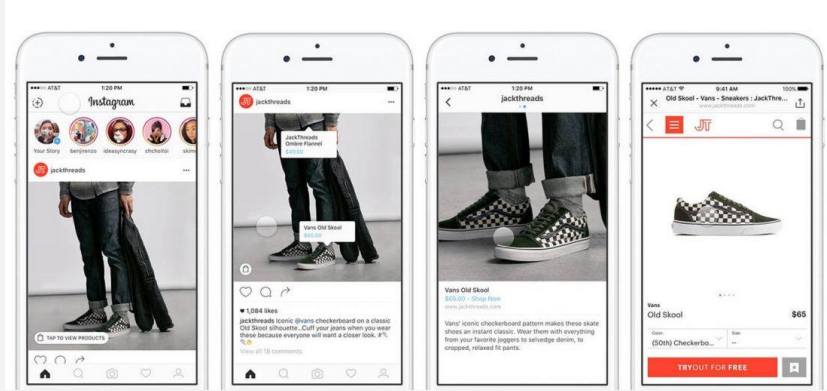 AT&T 1:20 PM
Instagram
Your Story benjirenzo ideasyncrasy chchoitoi
jackthreads
TAP TO VIEW PRODUCTS
AT&T 1:20 PM
jackthreads
JackThreads
Ombre Flannel
$49.00
Vans Old Skool
$65.00
1,084 likes
jackthreads Iconic @vans checkerboard on a classic
Old Skool silhouette...Cuff your jeans when you wear
these because everyone will want a closer look. #
View all 18 comments
AT&T 1:20 PM
jackthreads
Vans Old Skool
$65.00 - Shop Now
www.jackthreads.com
Vans' iconic checkerboard pattern makes these skate
shoes an instant classic. Wear them with everything
from your favorite joggers to selvedge denim, to
cropped, relaxed fit pants.
AT&T 9:41 AM 100%
Old Skool - Vans - Sneakers : JackThre...
www.jackthreads.com
JT
Vans
Old Skool $65
Color: Size:
(50th) Checkerbo... --
TRYOUT FOR FREE